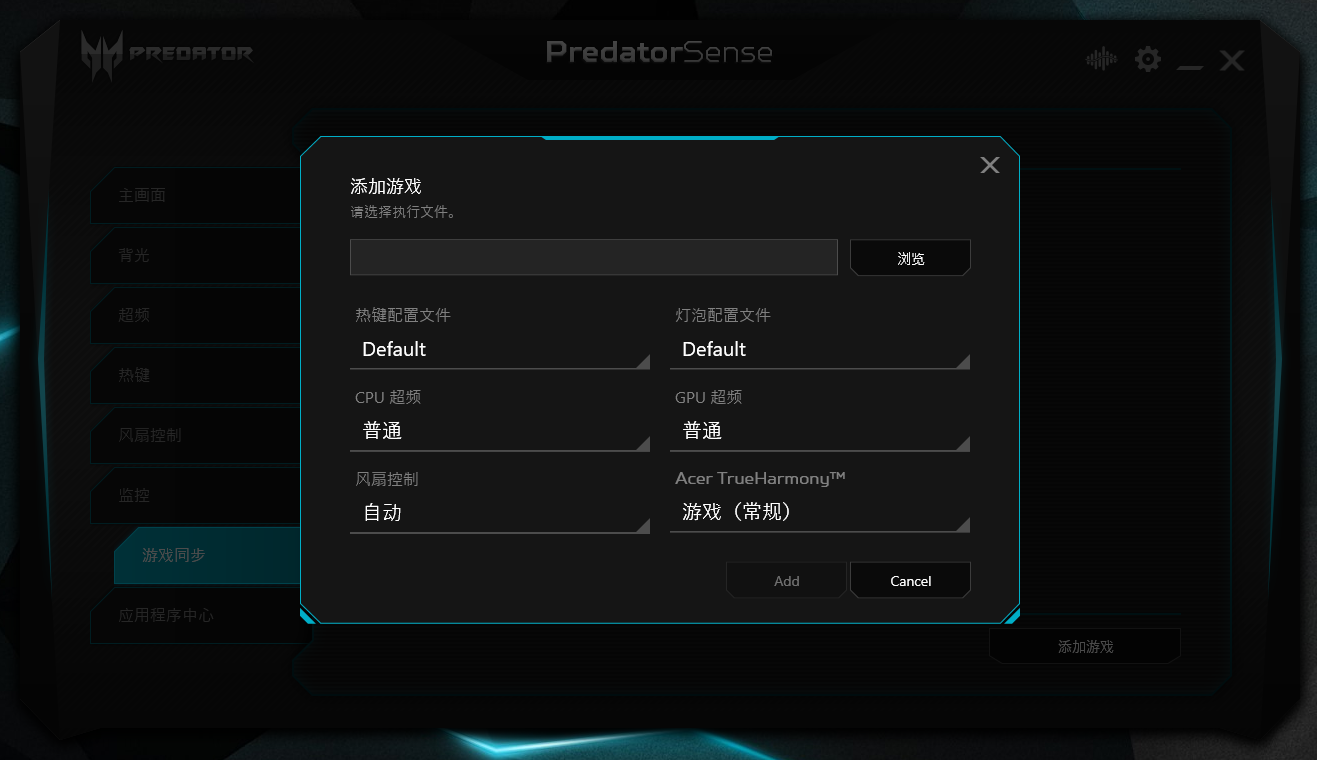 PREDATOR
PredatorSense
主画面
背光
超频
热键
风扇控制
监控
游戏同步
应用程序中心
添加游戏
请选择执行文件。
浏览
热键配置文件
灯泡配置文件
Default
Default
CPU 超频
GPU 超频
普通
普通
风扇控制
Acer TrueHarmony™
自动
游戏（常规）
Add
Cancel
添加游戏